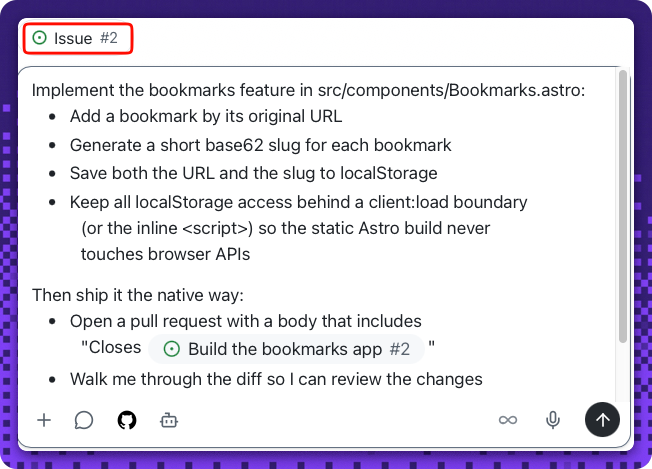 Issue #2
Implement the bookmarks feature in src/components/Bookmarks.astro:
• Add a bookmark by its original URL
• Generate a short base62 slug for each bookmark
• Save both the URL and the slug to localStorage
• Keep all localStorage access behind a client:load boundary
(or the inline <script>) so the static Astro build never
touches browser APIs
Then ship it the native way:
• Open a pull request with a body that includes
"Closes Build the bookmarks app #2 "
• Walk me through the diff so I can review the changes